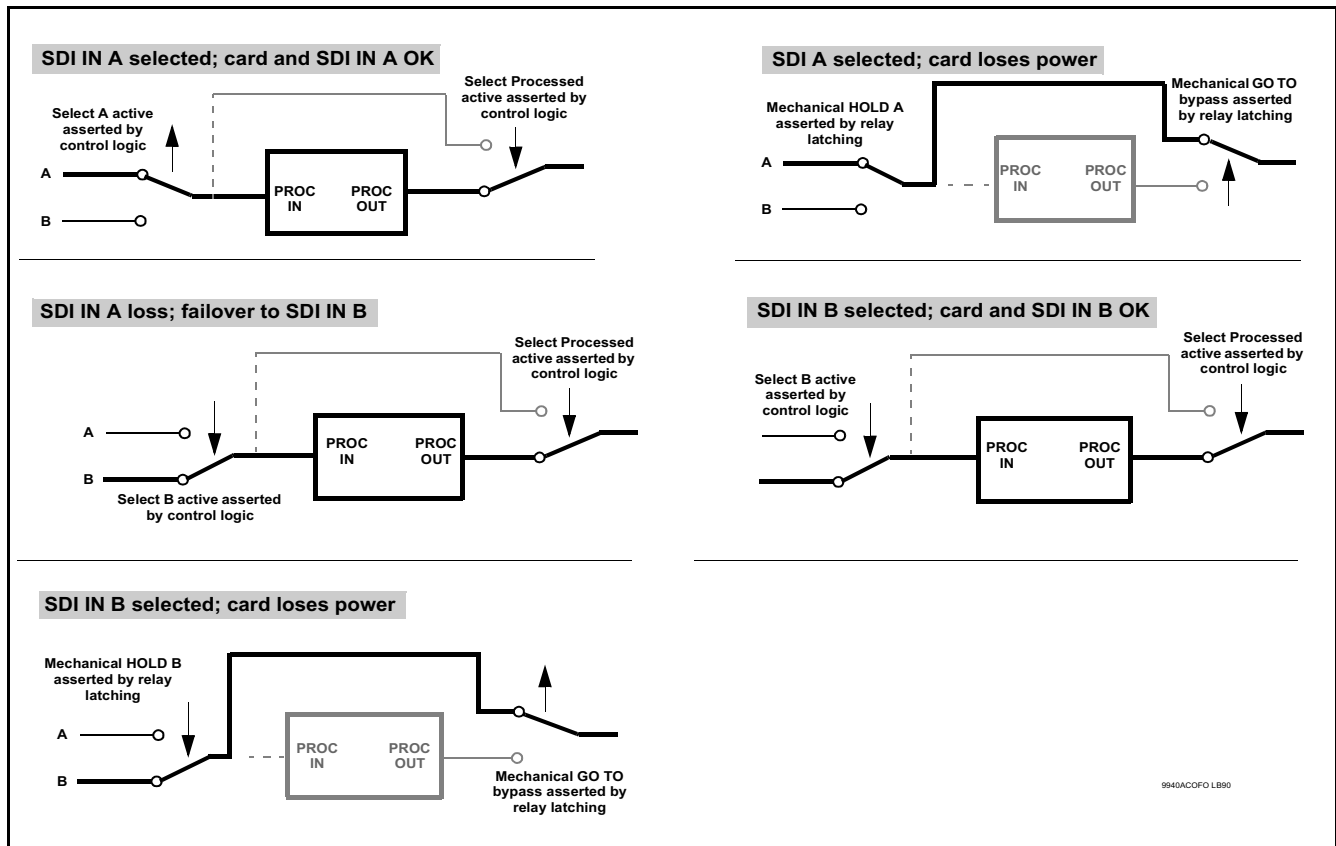 SDI IN A selected; card and SDI IN A OK
Select A active
asserted by
control logic
Select Processed
active asserted by
control logic
A
B
PROC
IN
PROC
OUT
SDI A selected; card loses power
Mechanical HOLD A
asserted by relay
latching
Mechanical GO TO
bypass asserted
by relay latching
A
B
PROC
IN
PROC
OUT
SDI IN A loss; failover to SDI IN B
Select Processed
active asserted by
control logic
A
B
PROC
IN
PROC
OUT
Select B active asserted
by control logic
SDI IN B selected; card and SDI IN B OK
Select B active
asserted by
control logic
Select Processed
active asserted by
control logic
PROC
IN
PROC
OUT
SDI IN B selected; card loses power
Mechanical HOLD B
asserted by relay
latching
A
B
PROC
IN
PROC
OUT
Mechanical GO TO
bypass asserted by
relay latching
9940ACOFO LB90